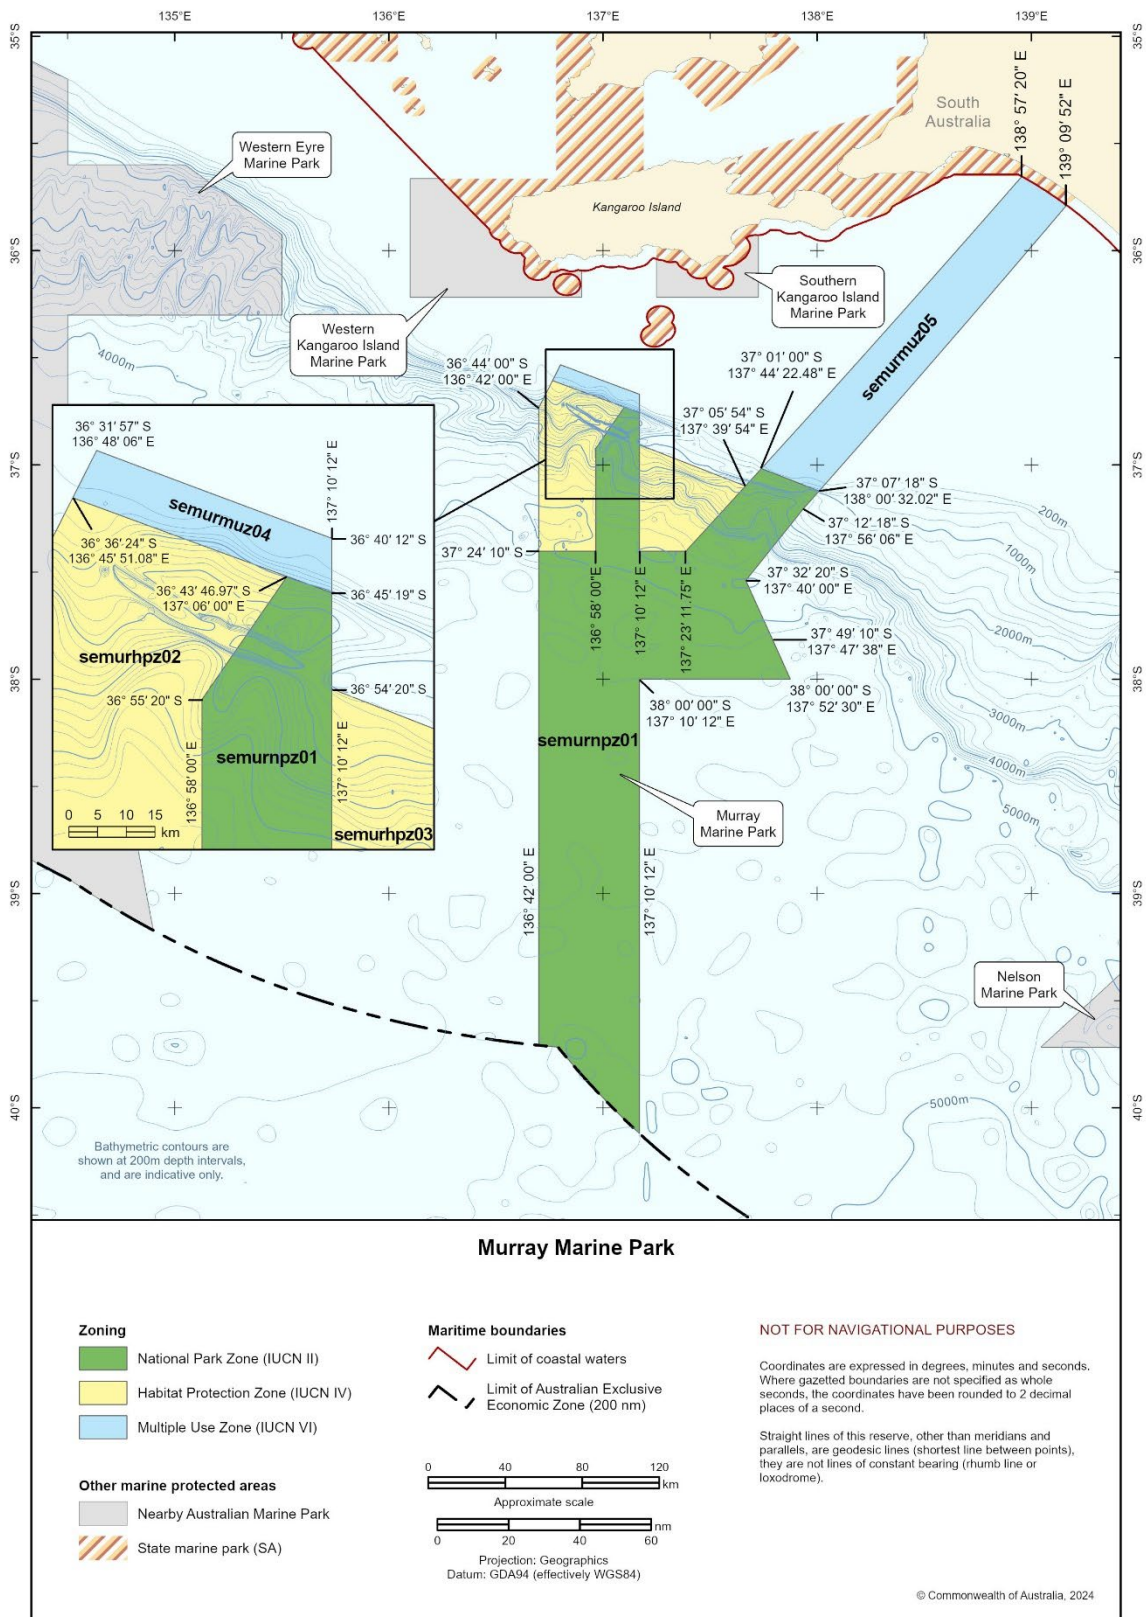 135°E
136°E
137°E
138°E
139°E
35°S
35°S
South
Australia
138° 57′ 20″ E
139° 09′ 52″ E
Western Eyre
Marine Park
Kangaroo Island
36°S
36°S
Southern
Kangaroo Island
Marine Park
Western
Kangaroo Island
Marine Park
4000m
semurmuz05
36° 44′ 00″ S
136° 42′ 00″ E
37° 01′ 00″ S
137° 44′ 22.48″ E
37° 05′ 54″ S
137° 39′ 54″ E
36° 31′ 57″ S
136° 48′ 06″ E
137° 10′ 12″ E
semurmuz04
36° 36′ 24″ S
136° 45′ 51.08″ E
36° 40′ 12″ S
36° 43′ 46.97″ S
137° 06′ 00″ E
36° 45′ 19″ S
semurhpz02
36° 55′ 20″ S
36° 54′ 20″ S
136° 58′ 00″ E
semurnpz01
137° 10′ 12″ E
semurhpz03
0 5 10 15
km
37°S
37°S
37° 07′ 18″ S
138° 00′ 32.02″ E
37° 12′ 18″ S
137° 56′ 06″ E
200m
1000m
37° 24′ 10″ S
136° 58′ 00″E
137° 10′ 12″ E
137° 23′ 11.75″ E
37° 32′ 20″ S
137° 40′ 00″ E
2000m
37° 49′ 10″ S
137° 47′ 38″ E
38°S
38°S
38° 00′ 00″ S
137° 10′ 12″ E
38° 00′ 00″ S
137° 52′ 30″ E
3000m
4000m
5000m
semurnpz01
Murray
Marine Park
136° 42′ 00″ E
137° 10′ 12″ E
39°S
39°S
Nelson
Marine Park
40°S
40°S
5000m
Bathymetric contours are
shown at 200m depth intervals,
and are indicative only.
Murray Marine Park
Zoning
National Park Zone (IUCN II)
Habitat Protection Zone (IUCN IV)
Multiple Use Zone (IUCN VI)
Other marine protected areas
Nearby Australian Marine Park
State marine park (SA)
Maritime boundaries
Limit of coastal waters
Limit of Australian Exclusive
Economic Zone (200 nm)
0 40 80 120
km
Approximate scale
nm
0 20 40 60
Projection: Geographics
Datum: GDA94 (effectively WGS84)
NOT FOR NAVIGATIONAL PURPOSES
Coordinates are expressed in degrees, minutes and seconds.
Where gazetted boundaries are not specified as whole
seconds, the coordinates have been rounded to 2 decimal
places of a second.
Straight lines of this reserve, other than meridians and
parallels, are geodesic lines (shortest line between points),
they are not lines of constant bearing (rhumb line or
loxodrome).
© Commonwealth of Australia, 2024